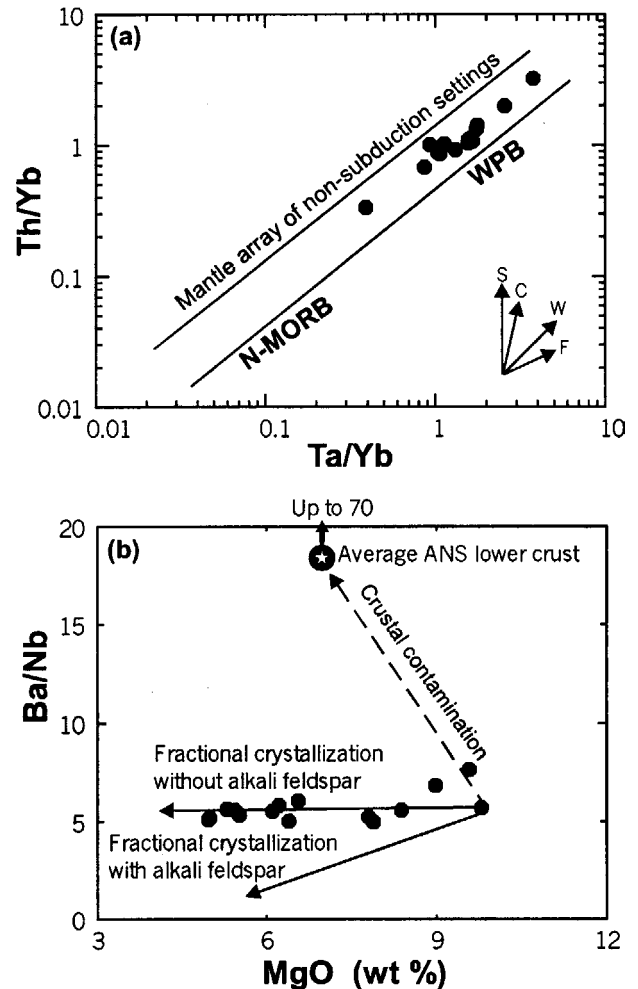 (a)
10
1
0.1
0.01
Th/Yb
Mantle array of non-subduction settings
WPB
N-MORB
S
C
W
F
0.01
0.1
1
10
Ta/Yb
(b)
Up to 70
Average ANS lower crust
Crustal contamination
Fractional crystallization
without alkali feldspar
Fractional crystallization
with alkali feldspar
20
15
10
5
0
Ba/Nb
3
6
9
12
MgO (wt %)